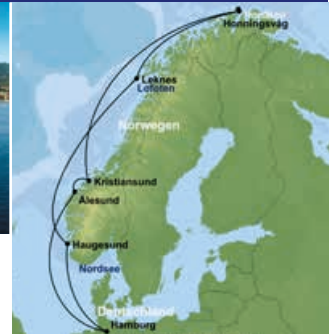 Honningsvåg
Leknes
Lofoten
Norwegen
Kristiansund
Ålesund
Haugesund
Nordsee
Deutschland
Hamburg